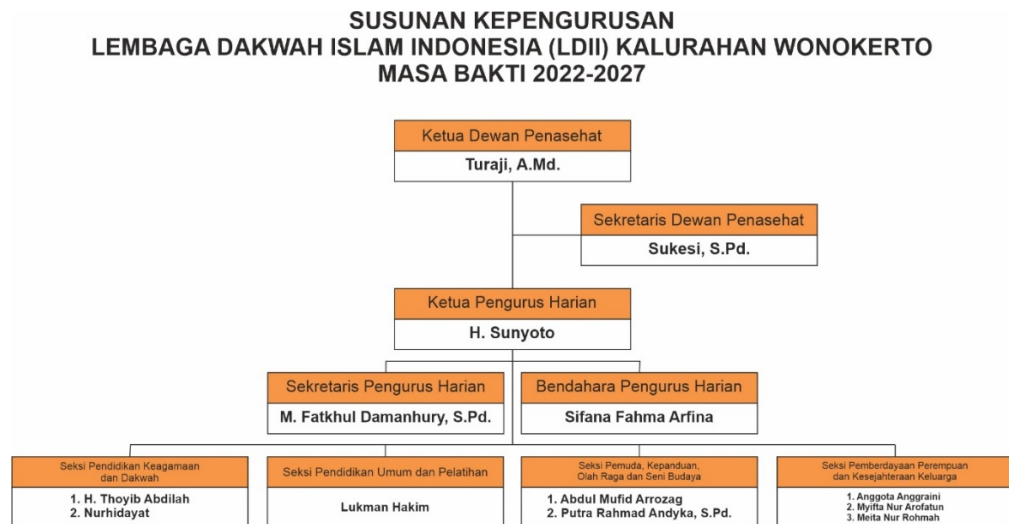 SUSUNAN KEPENGURUSAN
LEMBAGA DAKWAH ISLAM INDONESIA (LDII) KALURAHAN WONOKERTO
MASA BAKTI 2022-2027
Ketua Dewan Penasehat
Turaji, A.Md.
Sekretaris Dewan Penasehat
Sukesi, S.Pd.
Ketua Pengurus Harian
H. Sunyoto
Sekretaris Pengurus Harian
M. Fatkhul Damanhury, S.Pd.
Bendahara Pengurus Harian
Sifana Fahma Arfina
Seksi Pendidikan Keagamaan
dan Dakwah
1. H. Thoyib Abdilah
2. Nurhidayat
Seksi Pendidikan Umum dan Pelatihan
Lukman Hakim
Seksi Pemuda, Kepanduan,
Olah Raga dan Seni Budaya
1. Abdul Mufid Arrozag
2. Putra Rahmad Andyka, S.Pd.
Seksi Pemberdayaan Perempuan
dan Kesejahteraan Keluarga
1. Anggota Anggraini
2. Myifta Nur Arofatun
3. Meita Nur Rohmah